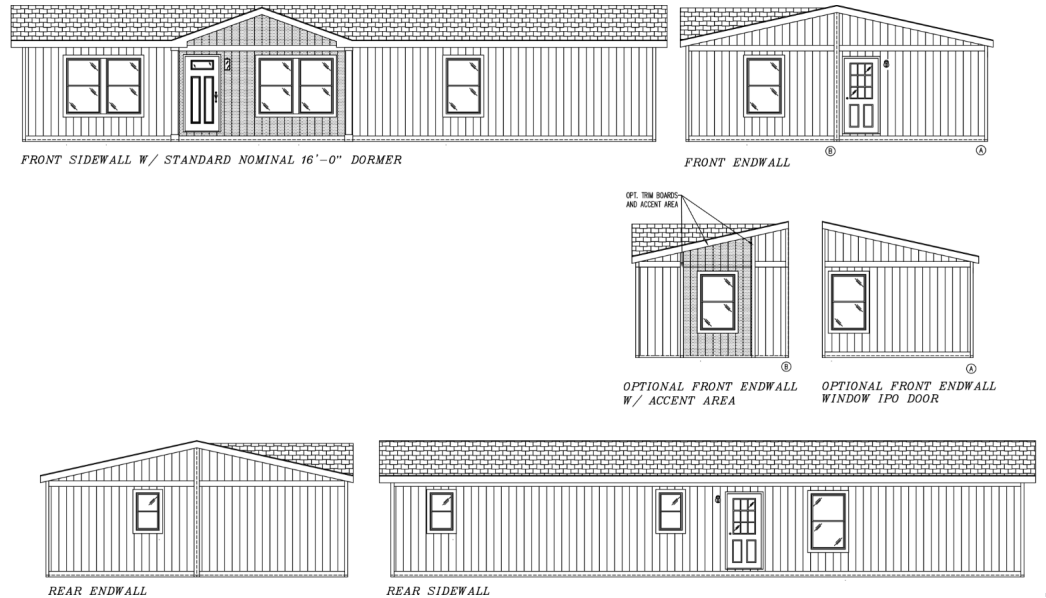 FRONT SIDEWALL W/ STANDARD NOMINAL 16'-0" DORMER
B
A
FRONT ENDWALL
OPT. TRIM BOARDS
AND ACCENT AREA
B
A
OPTIONAL FRONT ENDWALL
W/ ACCENT AREA
OPTIONAL FRONT ENDWALL
WINDOW IPO DOOR
REAR ENDWALL
REAR SIDEWALL